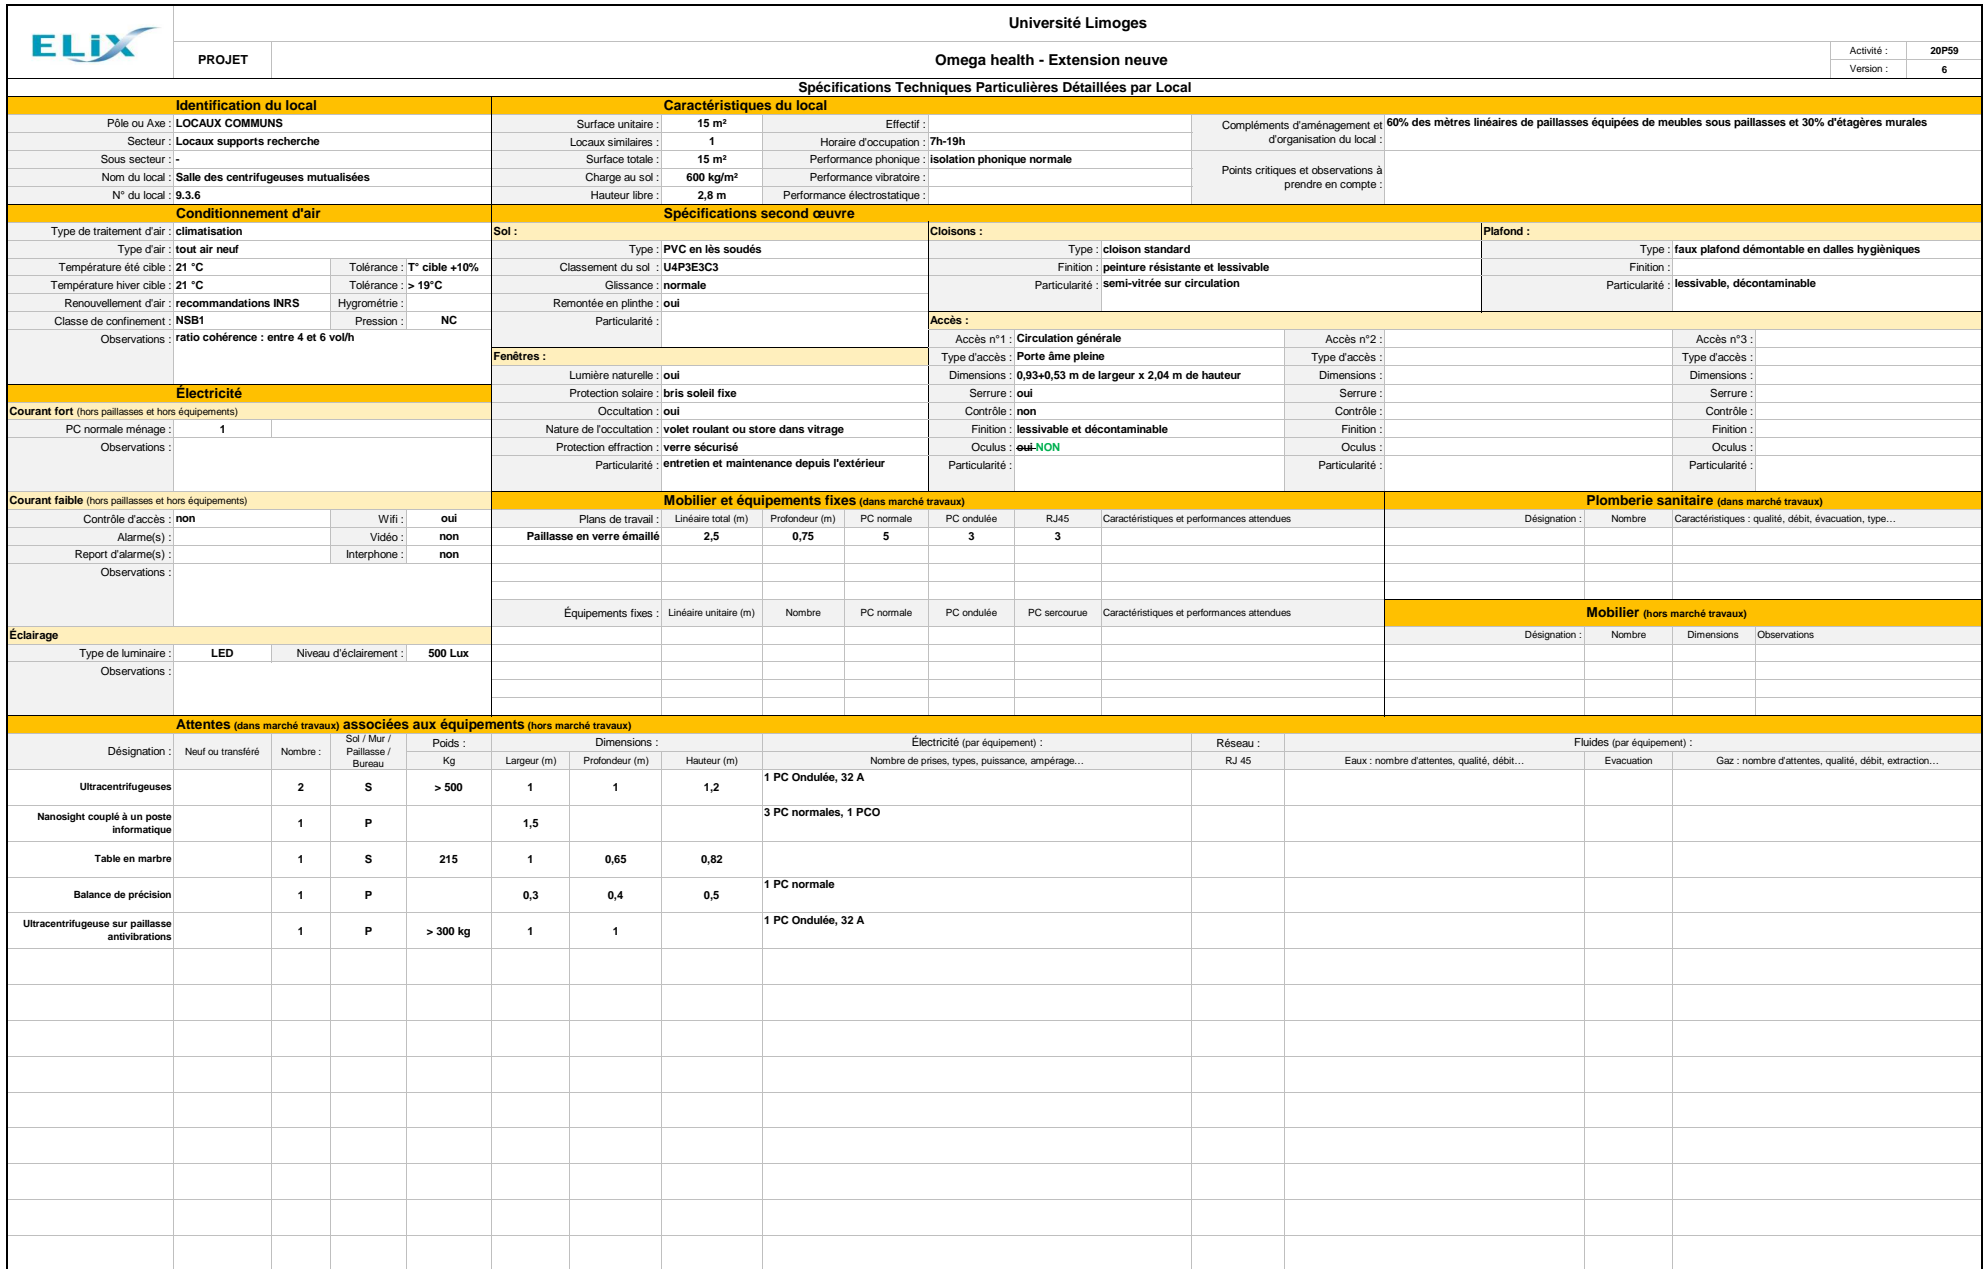 ELiX
Université Limoges
PROJET
Omega health - Extension neuve
Activité : 20P59
Version : 6
Spécifications Techniques Particulières Détaillées par Local
Identification du local
Pôle ou Axe : LOCAUX COMMUNS
Secteur : Locaux supports recherche
Sous secteur : -
Nom du local : Salle des centrifugeuses mutualisées
N° du local : 9.3.6
Caractéristiques du local
Surface unitaire : 15 m² Effectif :
Locaux similaires : 1 Horaire d'occupation : 7h-19h
Surface totale : 15 m² Performance phonique : isolation phonique normale
Charge au sol : 600 kg/m² Performance vibratoire :
Hauteur libre : 2,8 m Performance électrostatique :
Compléments d'aménagement et
d'organisation du local :
60% des mètres linéaires de paillasses équipées de meubles sous paillasses et 30% d'étagères murales
Points critiques et observations à
prendre en compte :
Conditionnement d'air
Type de traitement d'air : climatisation
Type d'air : tout air neuf
Température été cible : 21 °C Tolérance : T° cible +10%
Température hiver cible : 21 °C Tolérance : > 19°C
Renouvellement d'air : recommandations INRS Hygrométrie :
Classe de confinement : NSB1 Pression : NC
Observations : ratio cohérence : entre 4 et 6 vol/h
Spécifications second œuvre
Sol :
Type : PVC en lès soudés
Classement du sol : U4P3E3C3
Glissance : normale
Remontée en plinthe : oui
Particularité :
Cloisons :
Type : cloison standard
Finition : peinture résistante et lessivable
Particularité : semi-vitrée sur circulation
Plafond :
Type : faux plafond démontable en dalles hygièniques
Finition :
Particularité : lessivable, décontaminable
Fenêtres :
Lumière naturelle : oui
Protection solaire : bris soleil fixe
Occultation : oui
Nature de l'occultation : volet roulant ou store dans vitrage
Protection effraction : verre sécurisé
Particularité : entretien et maintenance depuis l'extérieur
Accès :
Accès n°1 : Circulation générale Accès n°2 : Accès n°3 :
Type d'accès : Porte âme pleine Type d'accès : Type d'accès :
Dimensions : 0,93+0,53 m de largeur x 2,04 m de hauteur Dimensions : Dimensions :
Serrure : oui Serrure : Serrure :
Contrôle : non Contrôle : Contrôle :
Finition : lessivable et décontaminable Finition : Finition :
Oculus : oui NON Oculus : Oculus :
Particularité : Particularité : Particularité :
Électricité
Courant fort (hors paillasses et hors équipements)
PC normale ménage : 1
Observations :
Courant faible (hors paillasses et hors équipements)
Contrôle d'accès : non Wifi : oui
Alarme(s) : Vidéo : non
Report d'alarme(s) : Interphone : non
Observations :
Éclairage
Type de luminaire : LED Niveau d'éclairement : 500 Lux
Observations :
Mobilier et équipements fixes (dans marché travaux)
Plans de travail : Linéaire total (m) Profondeur (m) PC normale PC ondulée RJ45 Caractéristiques et performances attendues
Paillasse en verre émaillé 2,5 0,75 5 3 3
Équipements fixes : Linéaire unitaire (m) Nombre PC normale PC ondulée PC sercourue Caractéristiques et performances attendues
Plomberie sanitaire (dans marché travaux)
Désignation : Nombre Caractéristiques : qualité, débit, évacuation, type…
Mobilier (hors marché travaux)
Désignation : Nombre Dimensions Observations
Attentes (dans marché travaux) associées aux équipements (hors marché travaux)
Désignation : Neuf ou transféré Nombre :
Sol / Mur /
Paillasse /
Bureau
Poids : Dimensions : Électricité (par équipement) : Réseau : Fluides (par équipement) :
Kg Largeur (m) Profondeur (m) Hauteur (m) Nombre de prises, types, puissance, ampérage… RJ 45 Eaux : nombre d'attentes, qualité, débit… Evacuation Gaz : nombre d'attentes, qualité, débit, extraction…
Ultracentrifugeuses 2 S > 500 1 1 1,2 1 PC Ondulée, 32 A
Nanosight couplé à un poste
informatique 1 P 1,5 3 PC normales, 1 PCO
Table en marbre 1 S 215 1 0,65 0,82
Balance de précision 1 P 0,3 0,4 0,5 1 PC normale
Ultracentrifugeuse sur paillasse
antivibrations 1 P > 300 kg 1 1 1 PC Ondulée, 32 A